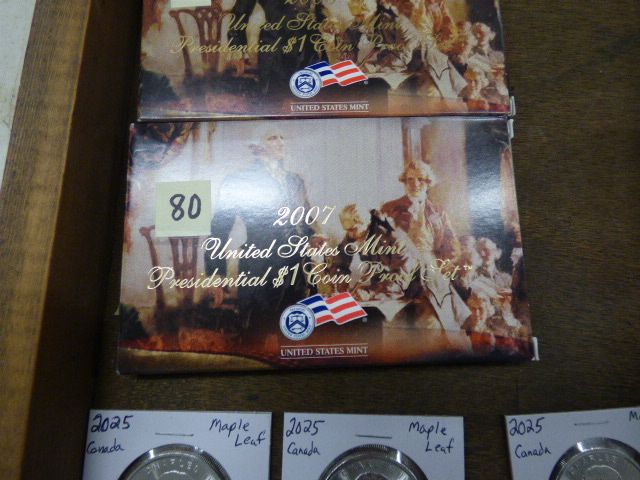 United States Mint
Presidential $1 Coin Proof Set
UNITED STATES MINT
80
2007
United States Mint
Presidential $1 Coin Proof Set™
UNITED STATES MINT
2025 Maple
Canada Leaf
2025 Maple
Canada Leaf
2025
Canada